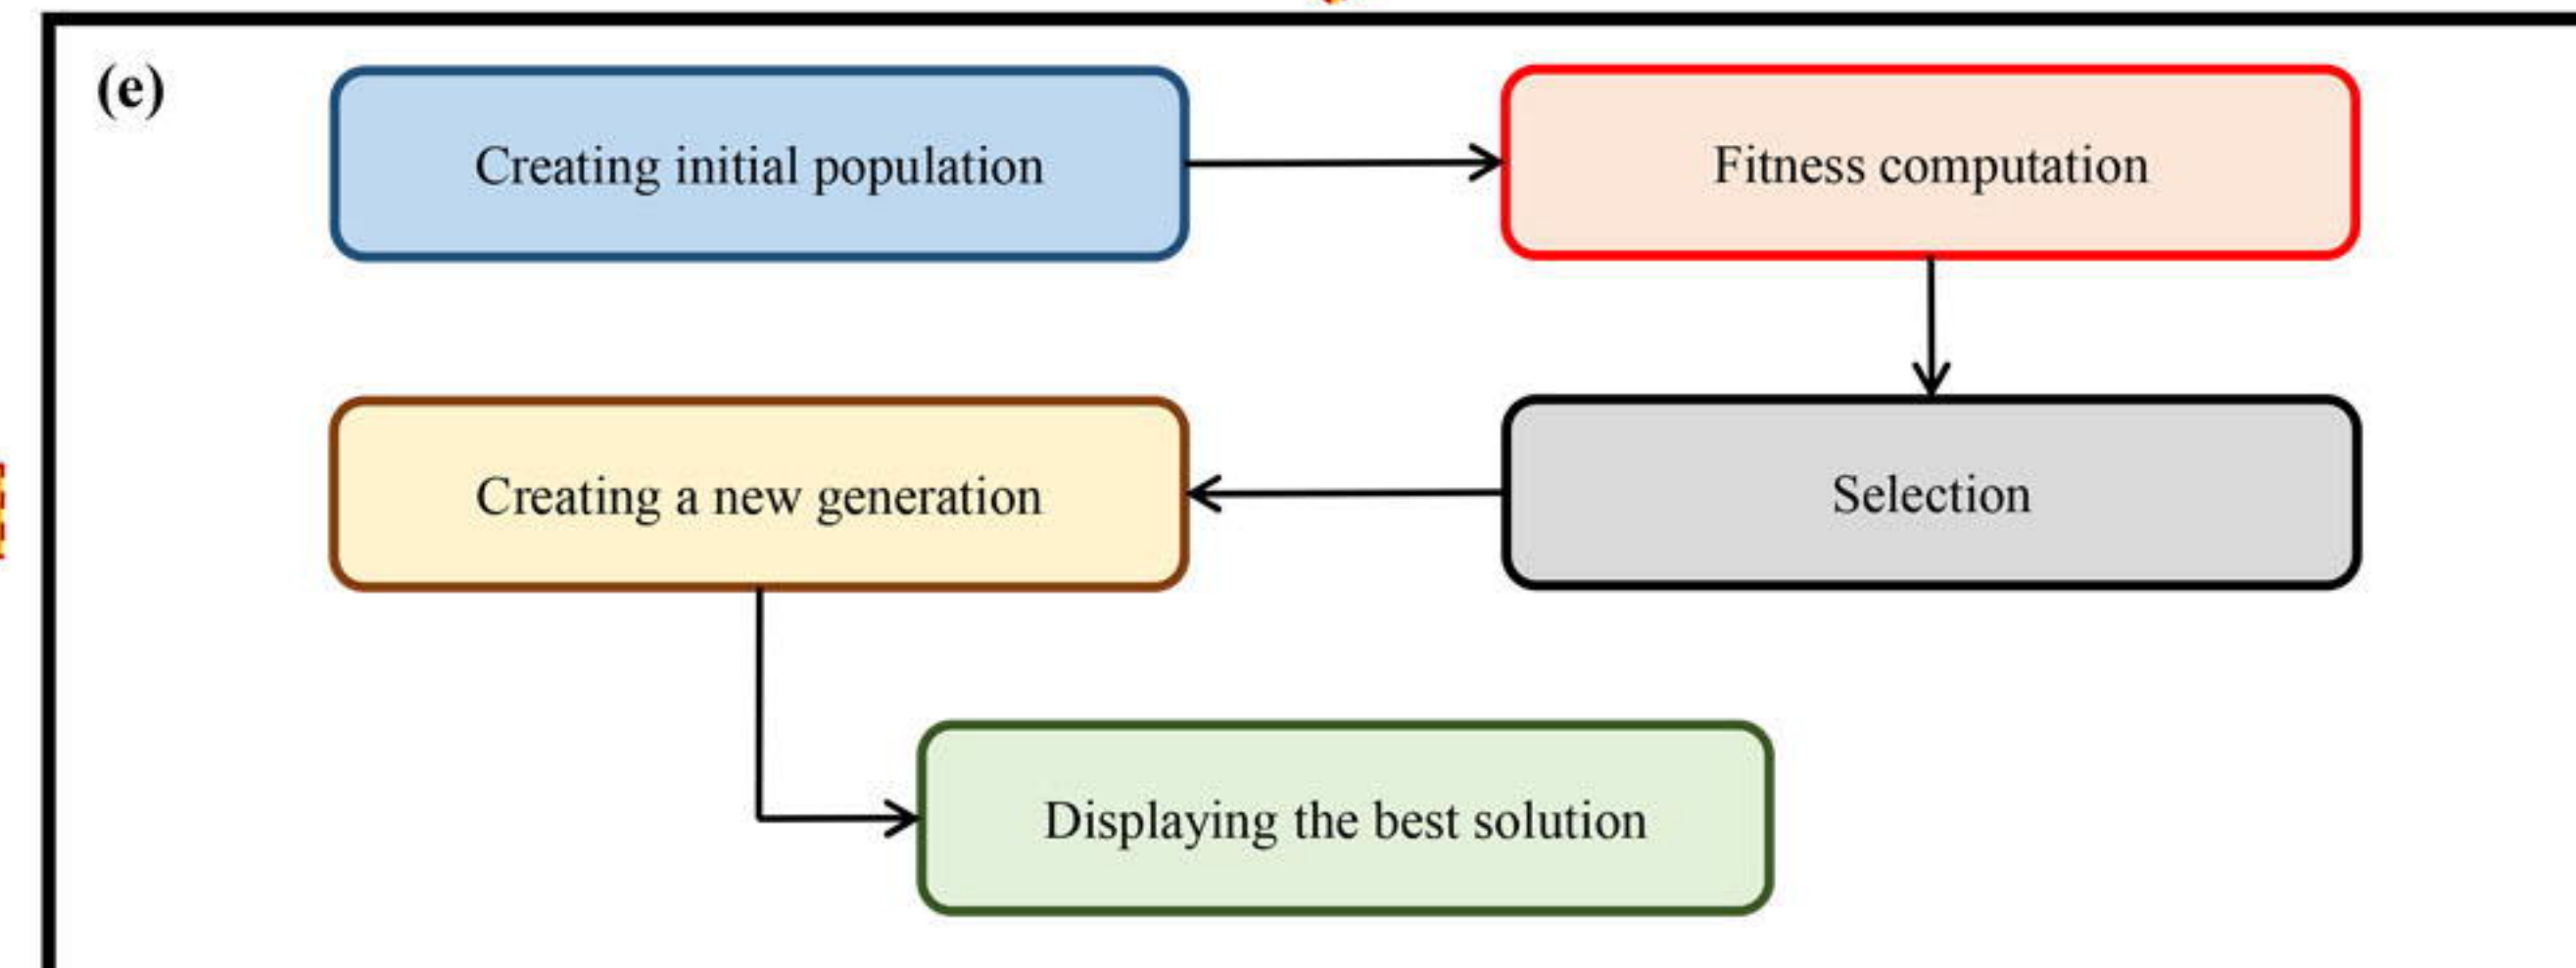 (e)
Creating initial population
Fitness computation
Selection
Creating a new generation
Displaying the best solution